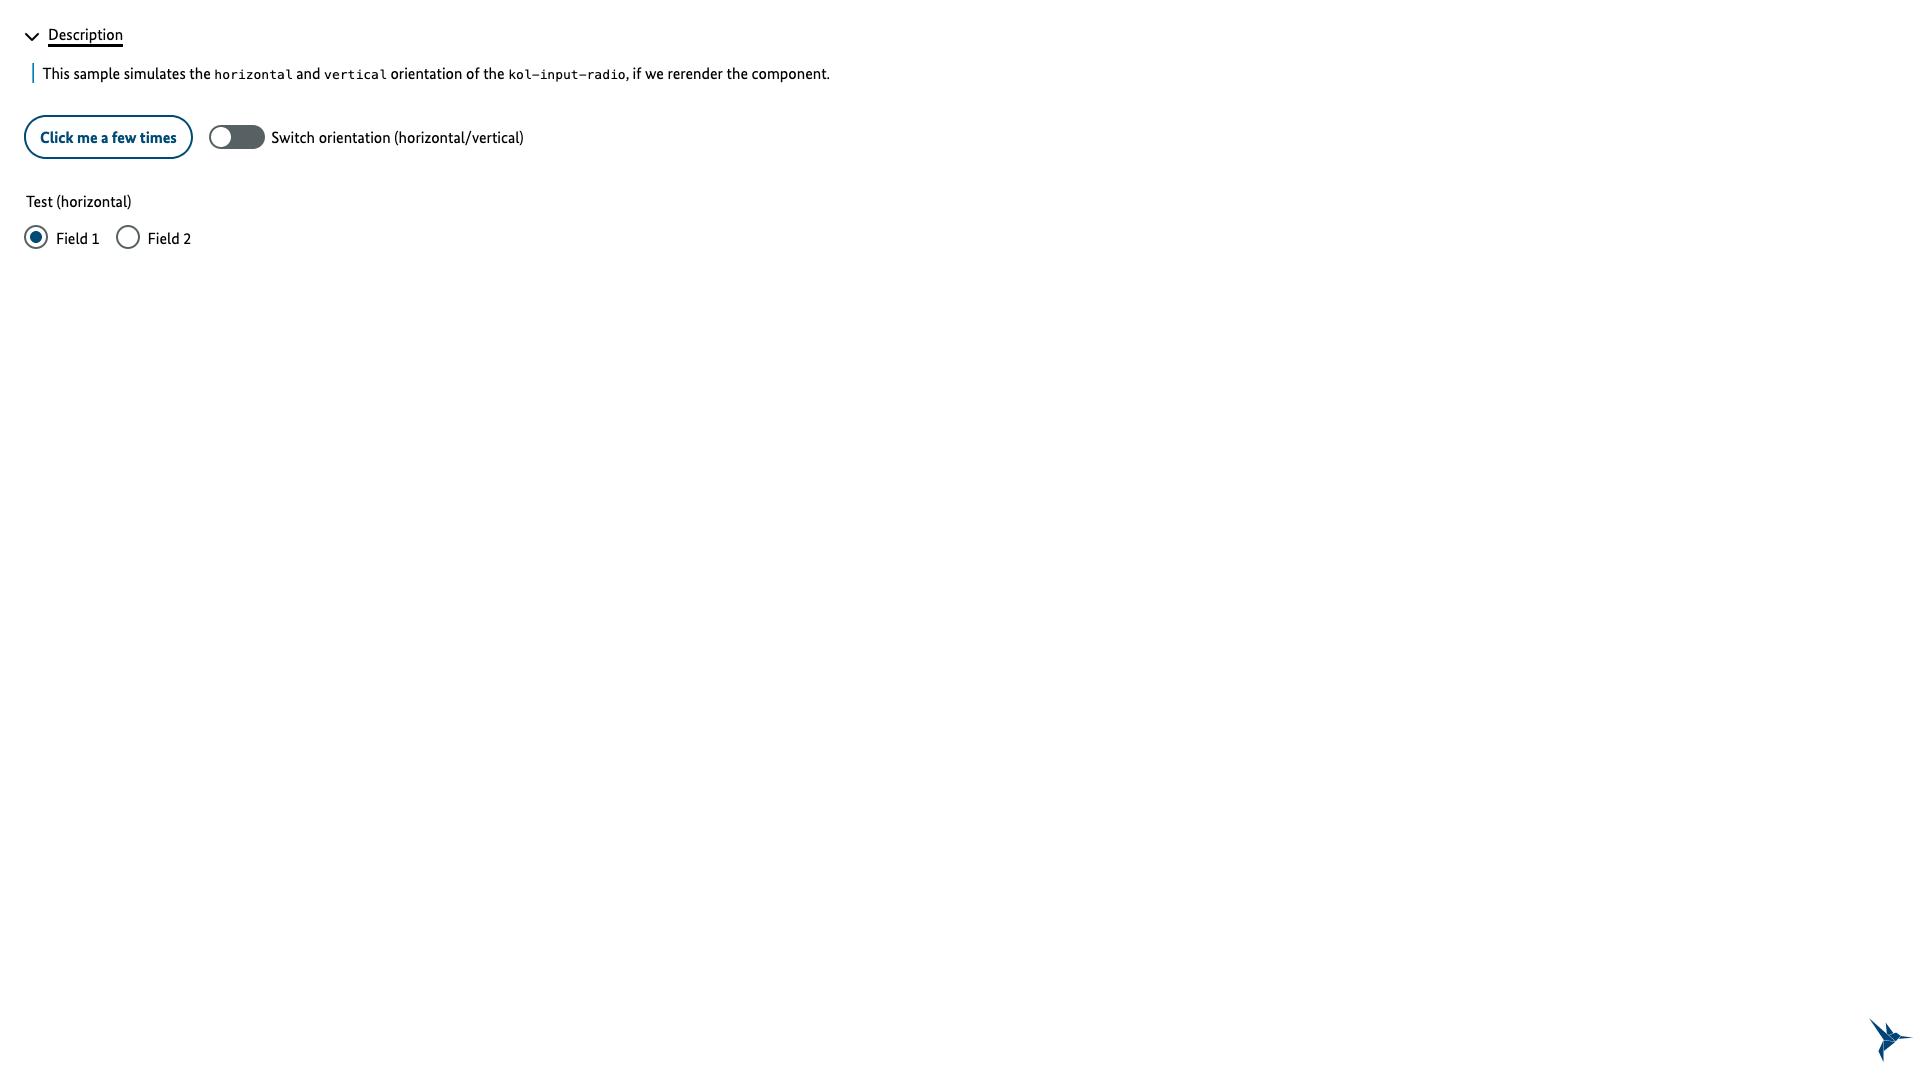 Description
This sample simulates the horizontal and vertical orientation of the kol-input-radio, if we rerender the component.
Click me a few times Switch orientation (horizontal/vertical)
Test (horizontal)
Field 1 Field 2